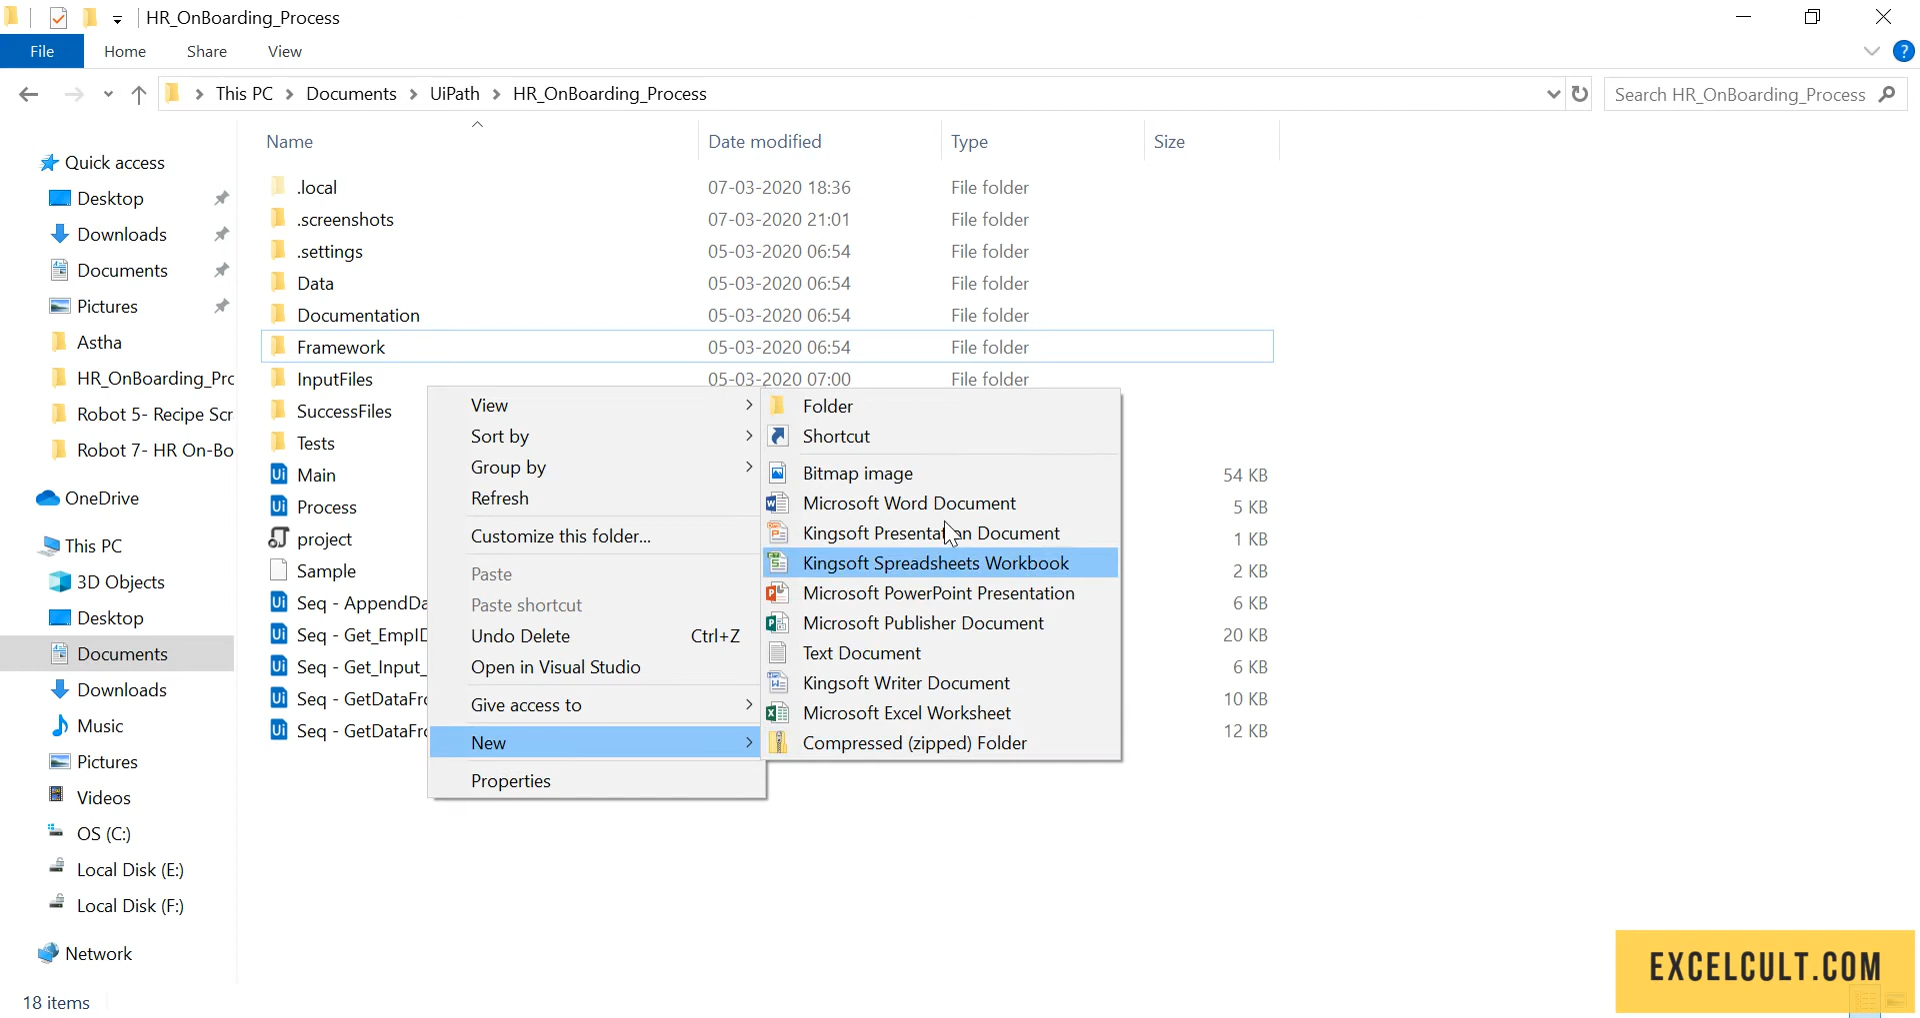 HR_OnBoarding_Process
File Home Share View
This PC Documents UiPath HR_OnBoarding_Process
Search HR_OnBoarding_Process
Name Date modified Type Size
Quick access
Desktop
Downloads
Documents
Pictures
Astha
HR_OnBoarding_Prc
Robot 5- Recipe Scr
Robot 7- HR On-Bo
OneDrive
This PC
3D Objects
Desktop
Documents
Downloads
Music
Pictures
Videos
OS (C:)
Local Disk (E:)
Local Disk (F:)
Network
.local 07-03-2020 18:36 File folder
.screenshots 07-03-2020 21:01 File folder
.settings 05-03-2020 06:54 File folder
Data 05-03-2020 06:54 File folder
Documentation 05-03-2020 06:54 File folder
Framework 05-03-2020 06:54 File folder
InputFiles 05-03-2020 07:00 File folder
SuccessFiles
Tests
Main 54 KB
Process 5 KB
project 1 KB
Sample 2 KB
Seq - AppendDa 6 KB
Seq - Get_EmpID 20 KB
Seq - Get_Input_ 6 KB
Seq - GetDataFro 10 KB
Seq - GetDataFro 12 KB
View
Sort by
Group by
Refresh
Customize this folder...
Paste
Paste shortcut
Undo Delete Ctrl+Z
Open in Visual Studio
Give access to
New
Properties
Folder
Shortcut
Bitmap image
Microsoft Word Document
Kingsoft Presentation Document
Kingsoft Spreadsheets Workbook
Microsoft PowerPoint Presentation
Microsoft Publisher Document
Text Document
Kingsoft Writer Document
Microsoft Excel Worksheet
Compressed (zipped) Folder
18 items
EXCELCULT.COM